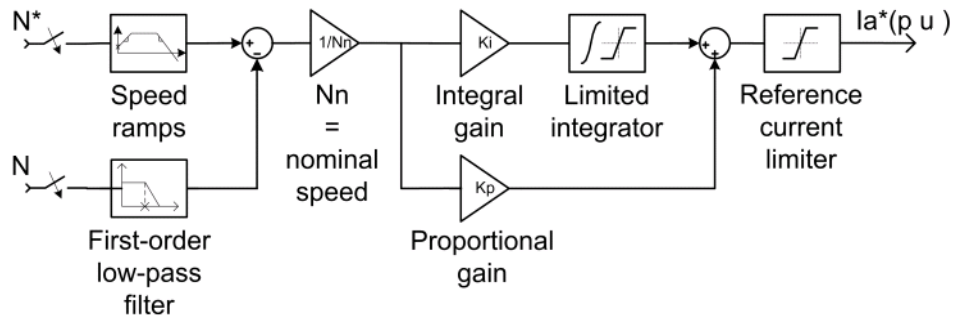 N*
Ia*(p u )
1/Nn
Ki
Speed
ramps
Nn
=
nominal
speed
Integral
gain
Limited
integrator
Reference
current
limiter
N
Kp
First-order
low-pass
filter
Proportional
gain